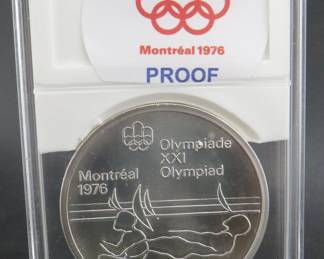 Montréal 1976
PROOF
Olympiade
XXI
Olympiad
Montréal
1976